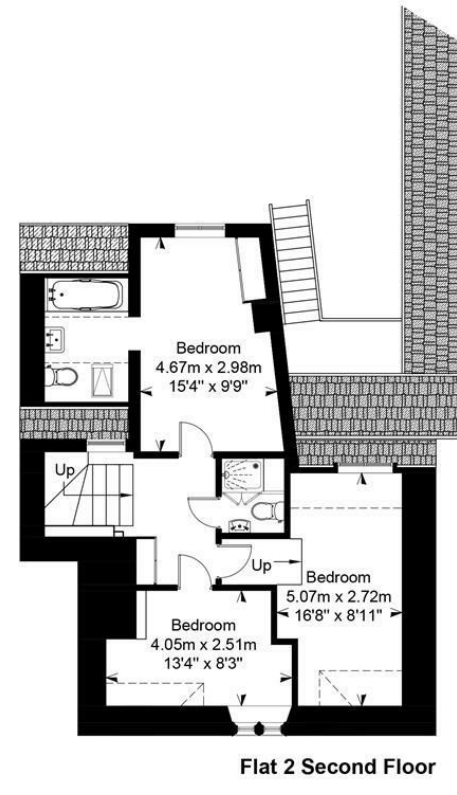 Bedroom
4.67m x 2.98m
15'4" x 9'9"
Up
Up
Bedroom
5.07m x 2.72m
16'8" x 8'11"
Bedroom
4.05m x 2.51m
13'4" x 8'3"
Flat 2 Second Floor